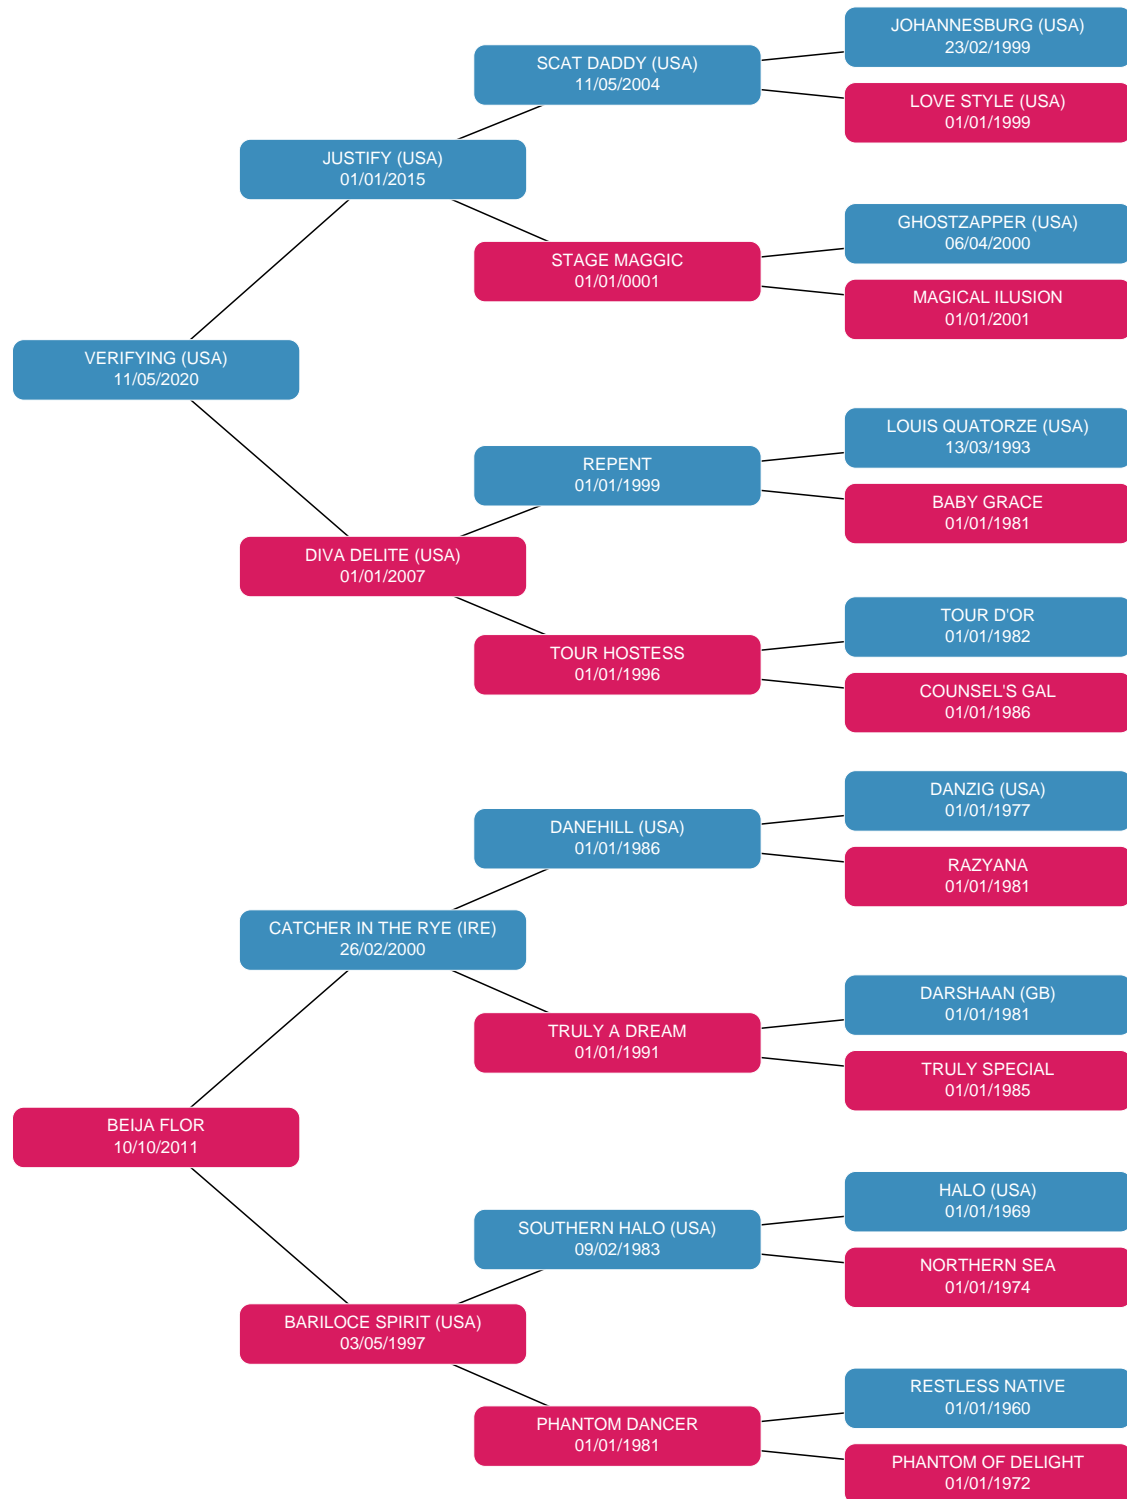 JOHANNESBURG (USA)
23/02/1999
SCAT DADDY (USA)
11/05/2004
LOVE STYLE (USA)
01/01/1999
JUSTIFY (USA)
01/01/2015
GHOSTZAPPER (USA)
06/04/2000
STAGE MAGGIC
01/01/0001
MAGICAL ILUSION
01/01/2001
VERIFYING (USA)
11/05/2020
LOUIS QUATORZE (USA)
13/03/1993
REPENT
01/01/1999
BABY GRACE
01/01/1981
DIVA DELITE (USA)
01/01/2007
TOUR D'OR
01/01/1982
TOUR HOSTESS
01/01/1996
COUNSEL'S GAL
01/01/1986
DANZIG (USA)
01/01/1977
DANEHILL (USA)
01/01/1986
RAZYANA
01/01/1981
CATCHER IN THE RYE (IRE)
26/02/2000
DARSHAAN (GB)
01/01/1981
TRULY A DREAM
01/01/1991
TRULY SPECIAL
01/01/1985
BEIJA FLOR
10/10/2011
HALO (USA)
01/01/1969
SOUTHERN HALO (USA)
09/02/1983
NORTHERN SEA
01/01/1974
BARILOCE SPIRIT (USA)
03/05/1997
RESTLESS NATIVE
01/01/1960
PHANTOM DANCER
01/01/1981
PHANTOM OF DELIGHT
01/01/1972